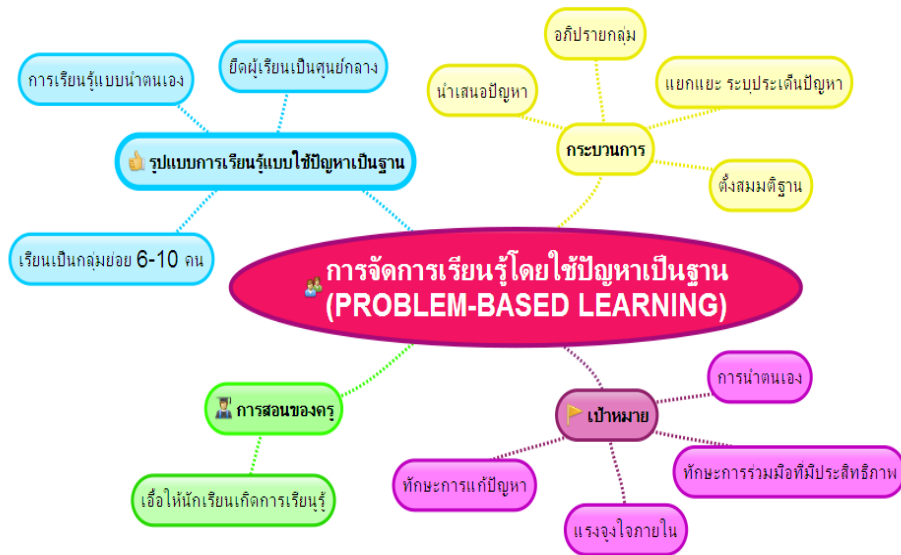 การจัดการเรียนรู้โดยใช้ปัญหาเป็นฐาน
(PROBLEM-BASED LEARNING)
รูปแบบการเรียนรู้แบบใช้ปัญหาเป็นฐาน
การเรียนรู้แบบนำตนเอง
ยึดผู้เรียนเป็นศูนย์กลาง
เรียนเป็นกลุ่มย่อย 6-10 คน
กระบวนการ
นำเสนอปัญหา
อภิปรายกลุ่ม
แยกแยะ ระบุประเด็นปัญหา
ตั้งสมมติฐาน
การสอนของครู
เอื้อให้นักเรียนเกิดการเรียนรู้
เป้าหมาย
การนำตนเอง
ทักษะการร่วมมือที่มีประสิทธิภาพ
แรงจูงใจภายใน
ทักษะการแก้ปัญหา